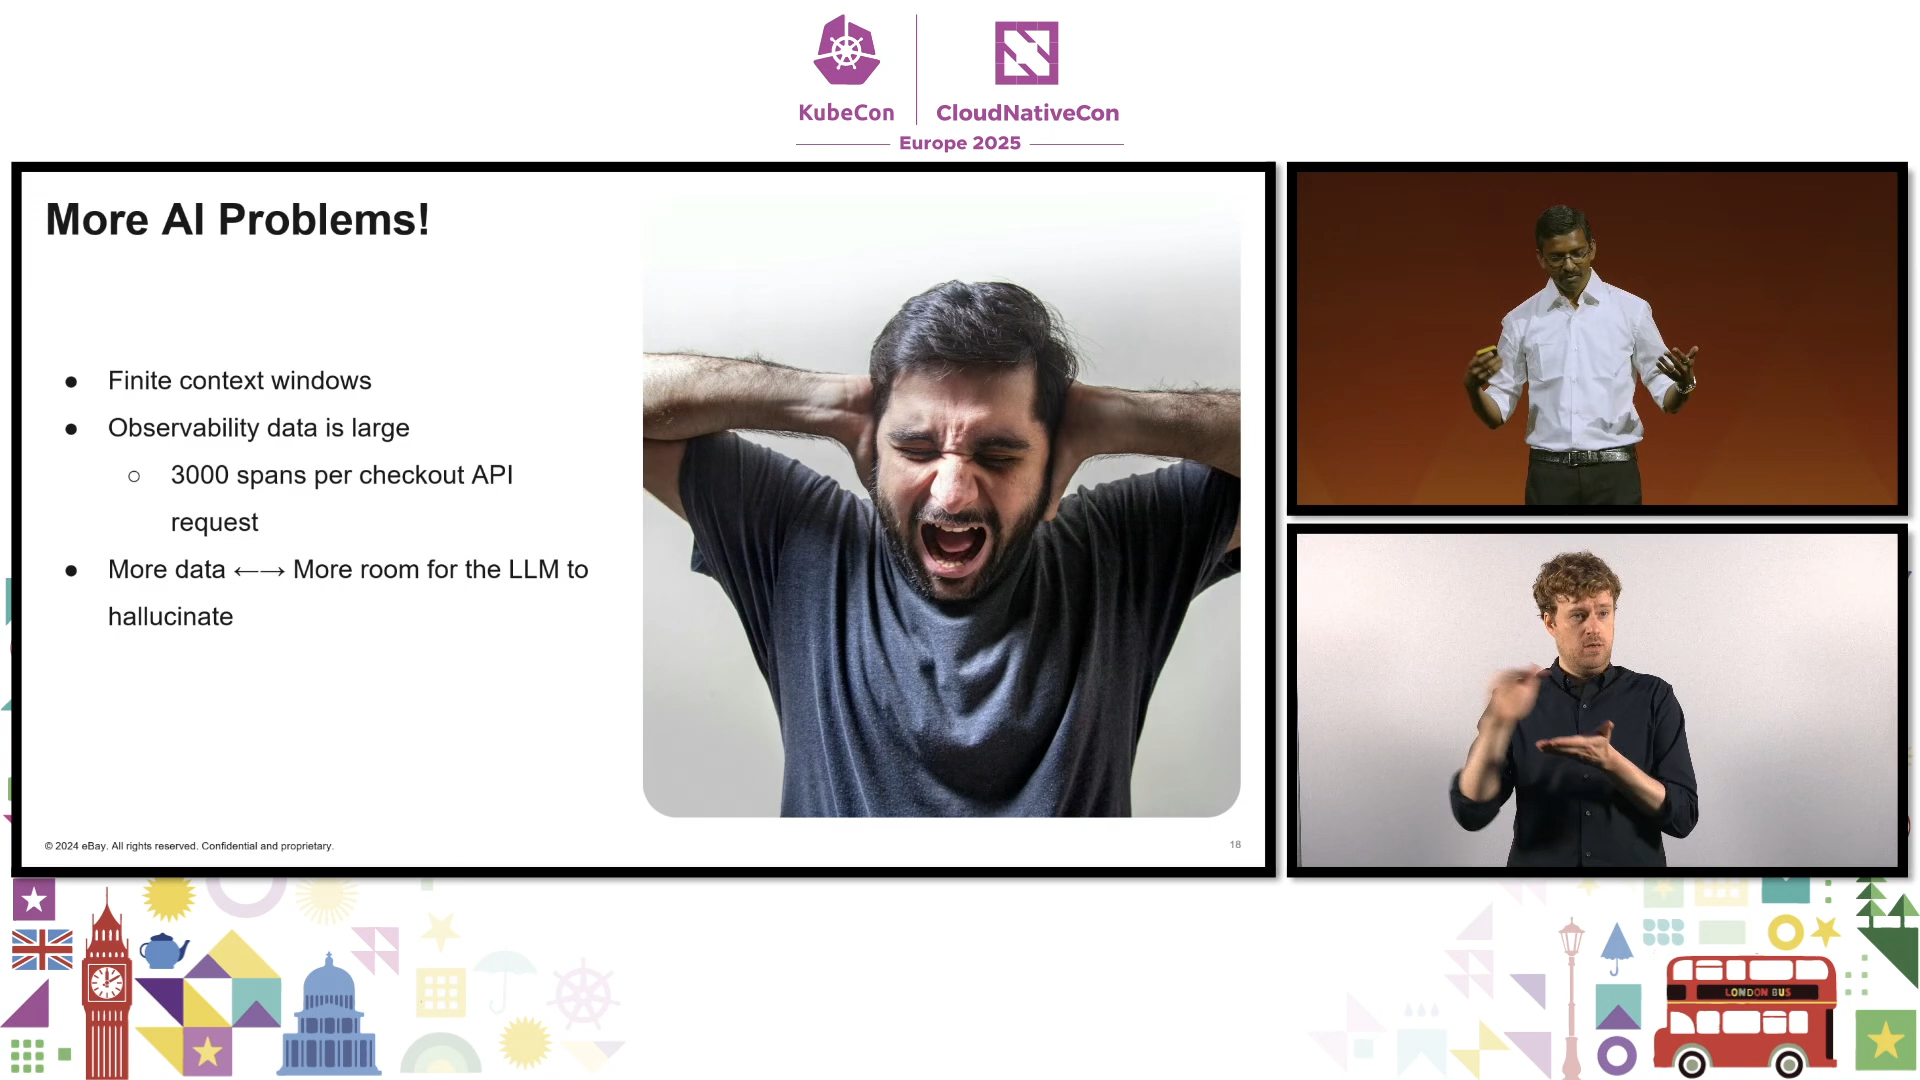 KubeCon
CloudNativeCon
Europe 2025
More AI Problems!
● Finite context windows
● Observability data is large
○ 3000 spans per checkout API
request
● More data ←→ More room for the LLM to
hallucinate
© 2024 eBay. All rights reserved. Confidential and proprietary.
18
LONDON BUS